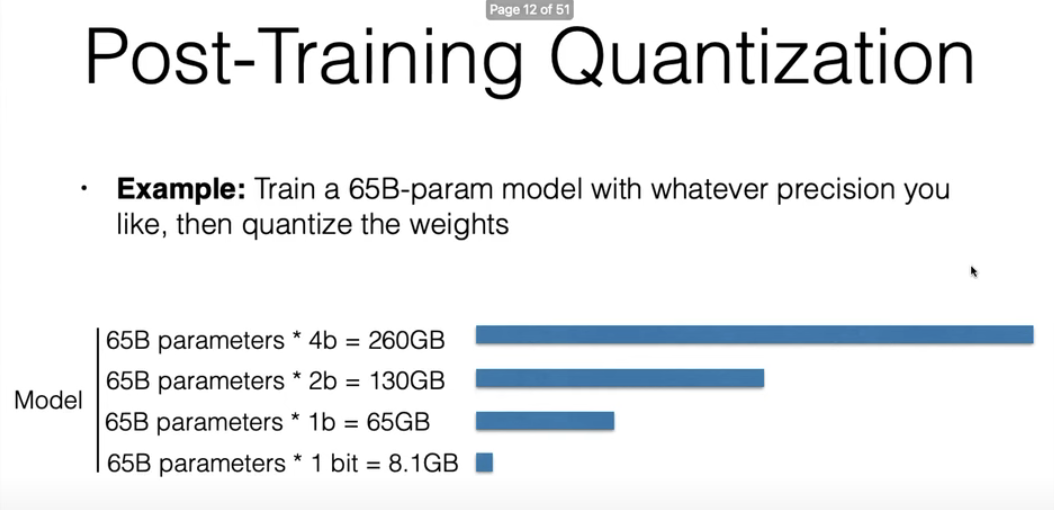 Page 12 of 51
Post-Training Quantization
• Example: Train a 65B-param model with whatever precision you
like, then quantize the weights
65B parameters * 4b = 260GB
65B parameters * 2b = 130GB
Model
65B parameters * 1b = 65GB
65B parameters * 1 bit = 8.1GB